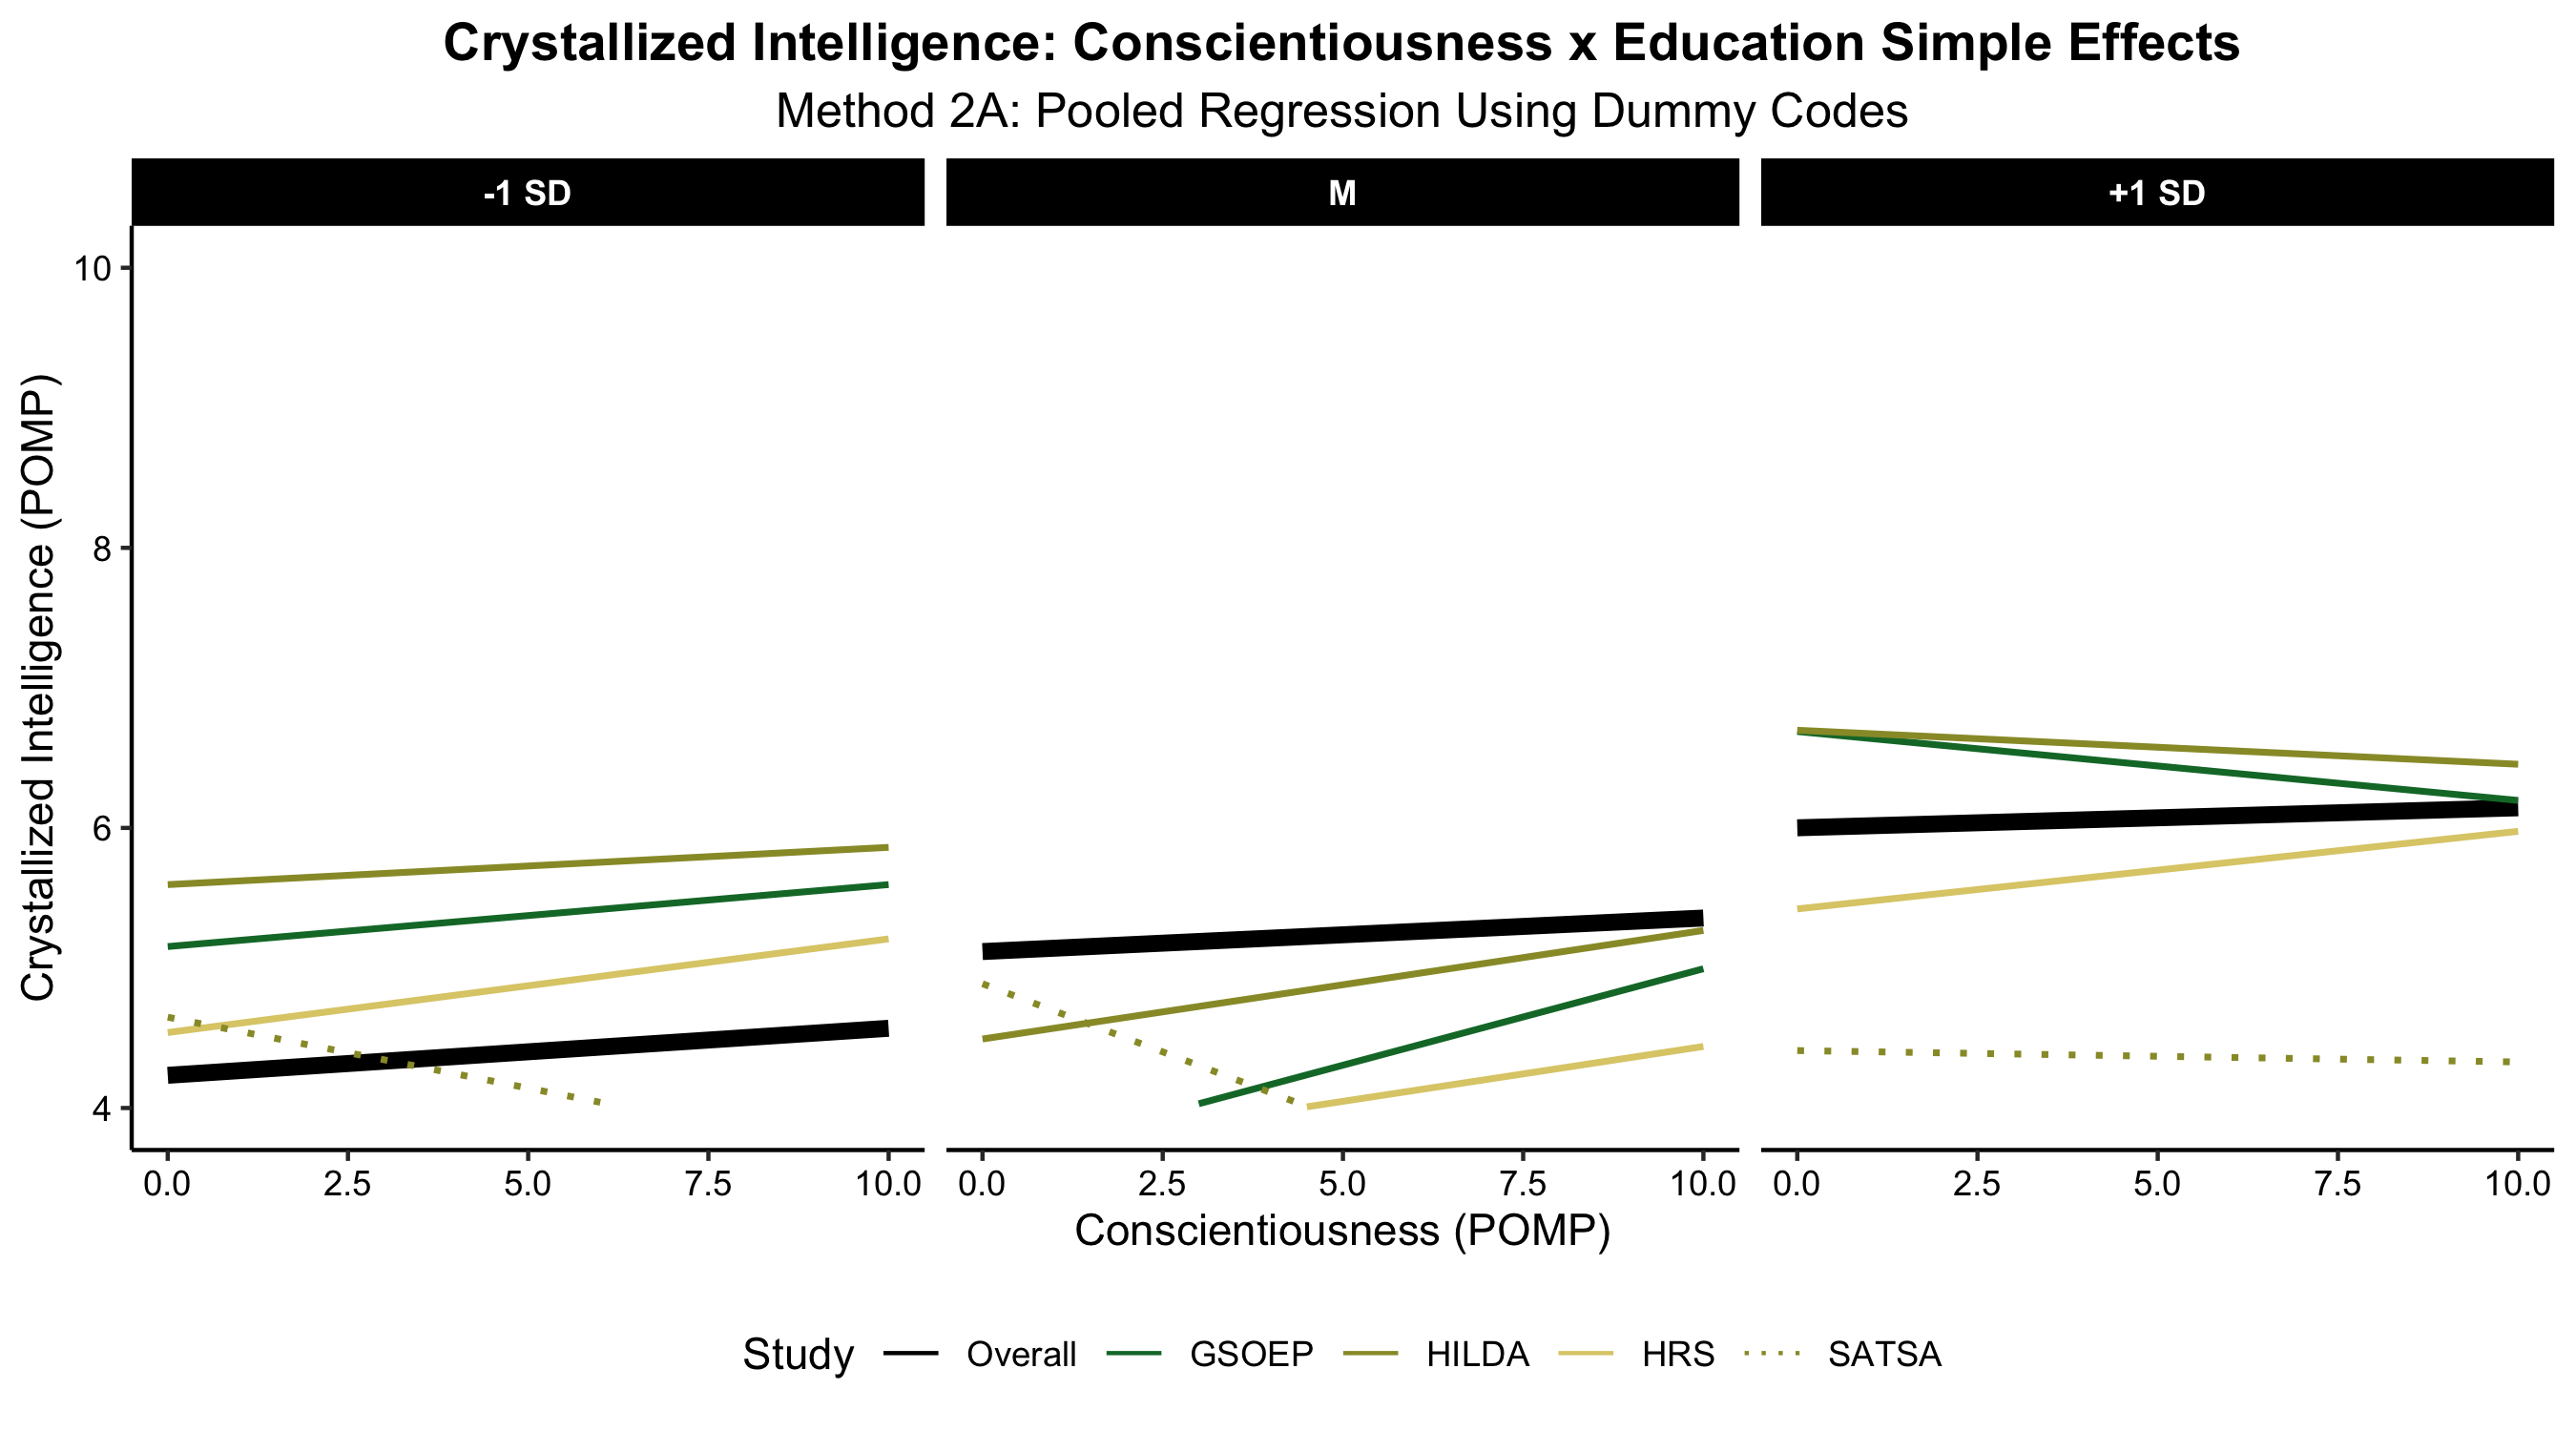 Crystallized Intelligence: Conscientiousness x Education Simple Effects
Method 2A: Pooled Regression Using Dummy Codes
-1 SD M +1 SD
Crystallized Intelligence (POMP)
10
8
6
4
0.0 2.5 5.0 7.5 10.0 0.0 2.5 5.0 7.5 10.0 0.0 2.5 5.0 7.5 10.0
Conscientiousness (POMP)
Study Overall GSOEP HILDA HRS SATSA